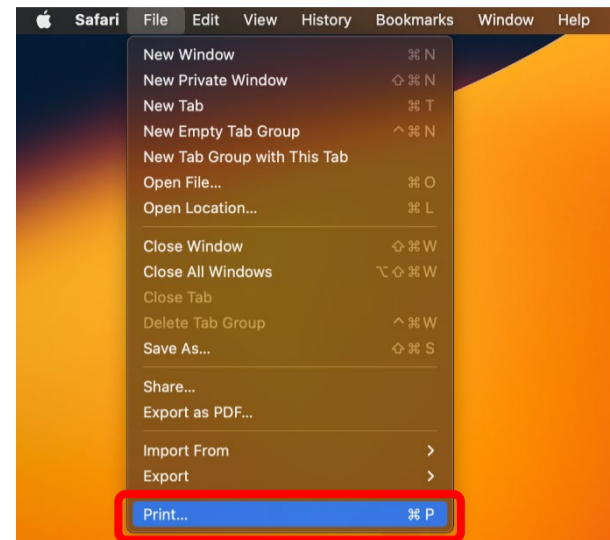 Safari File Edit View History Bookmarks Window Help
New Window ⌘ N
New Private Window ⇧ ⌘ N
New Tab ⌘ T
New Empty Tab Group ^ ⌘ N
New Tab Group with This Tab
Open File... ⌘ O
Open Location... ⌘ L
Close Window ⇧ ⌘ W
Close All Windows ⌥ ⇧ ⌘ W
Close Tab
Delete Tab Group ^ ⌘ W
Save As... ⇧ ⌘ S
Share...
Export as PDF...
Import From >
Export >
Print... ⌘ P